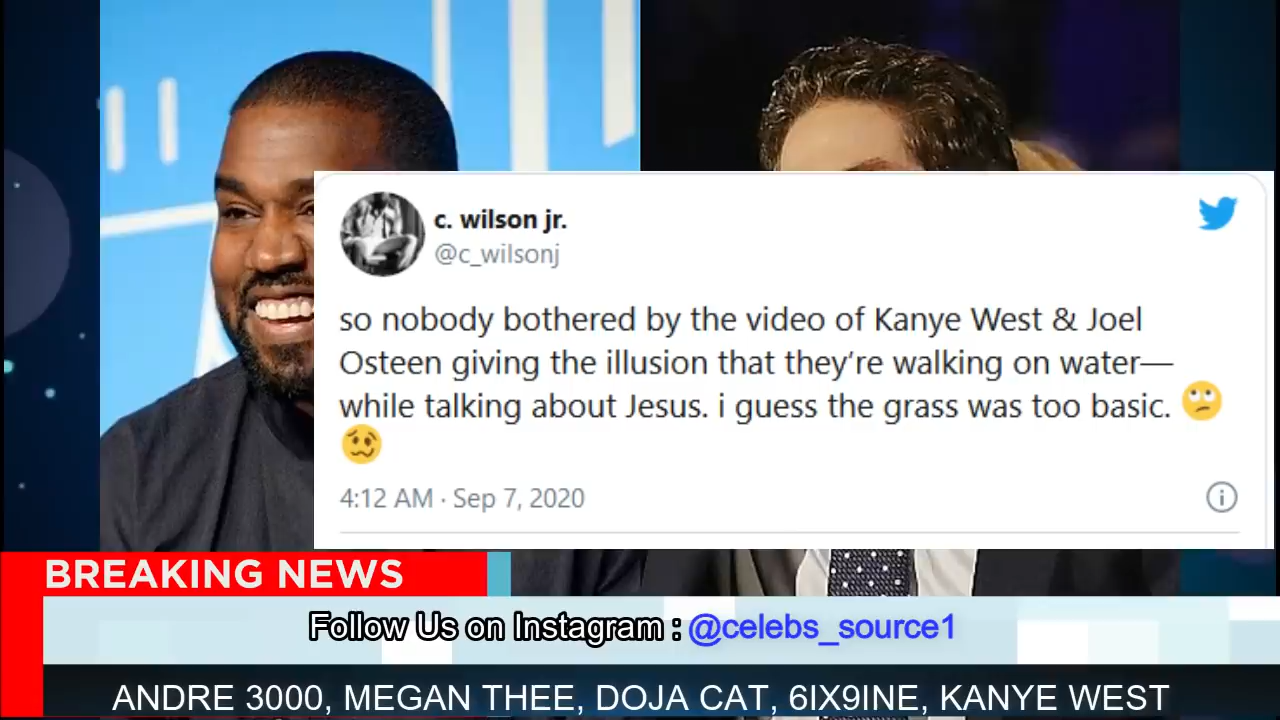 c. wilson jr.
@c_wilsonj
so nobody bothered by the video of Kanye West & Joel
Osteen giving the illusion that they’re walking on water—
while talking about Jesus. i guess the grass was too basic. 🙄
🥴
4:12 AM · Sep 7, 2020
BREAKING NEWS
Follow Us on Instagram : @celebs_source1
ANDRE 3000, MEGAN THEE, DOJA CAT, 6IX9INE, KANYE WEST